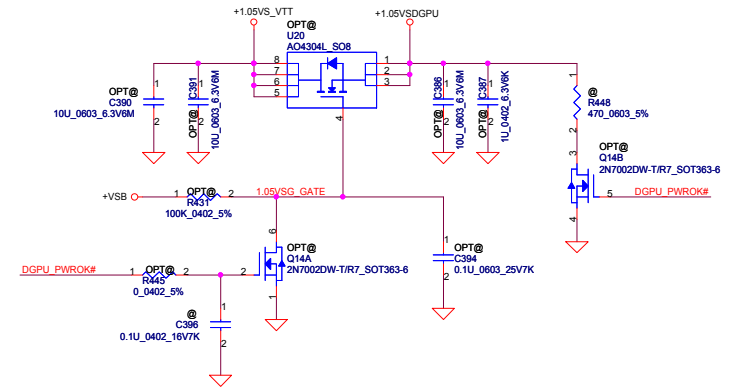 +1.05VS_VTT
+1.05VSDGPU
OPT@
U20
AO4304L_SO8
8
7
6
5
1
2
3
4
OPT@
C390
10U_0603_6.3V6M
1
2
OPT@ C391
10U_0603_6.3V6M
1
2
OPT@ C386
10U_0603_6.3V6M
1
2
OPT@ C387
1U_0402_6.3V6K
1
2
1
@
R448
470_0603_5%
2
OPT@
Q14B
2N7002DW-T/R7_SOT363-6
3
5
4
DGPU_PWROK#
+VSB
1
OPT@
2
R431
100K_0402_5%
1.05VSG_GATE
6
OPT@
Q14A
2N7002DW-T/R7_SOT363-6
2
1
1
OPT@
C394
0.1U_0603_25V7K
2
DGPU_PWROK#
1
OPT@
2
R445
0_0402_5%
@
1
C396
0.1U_0402_16V7K
2